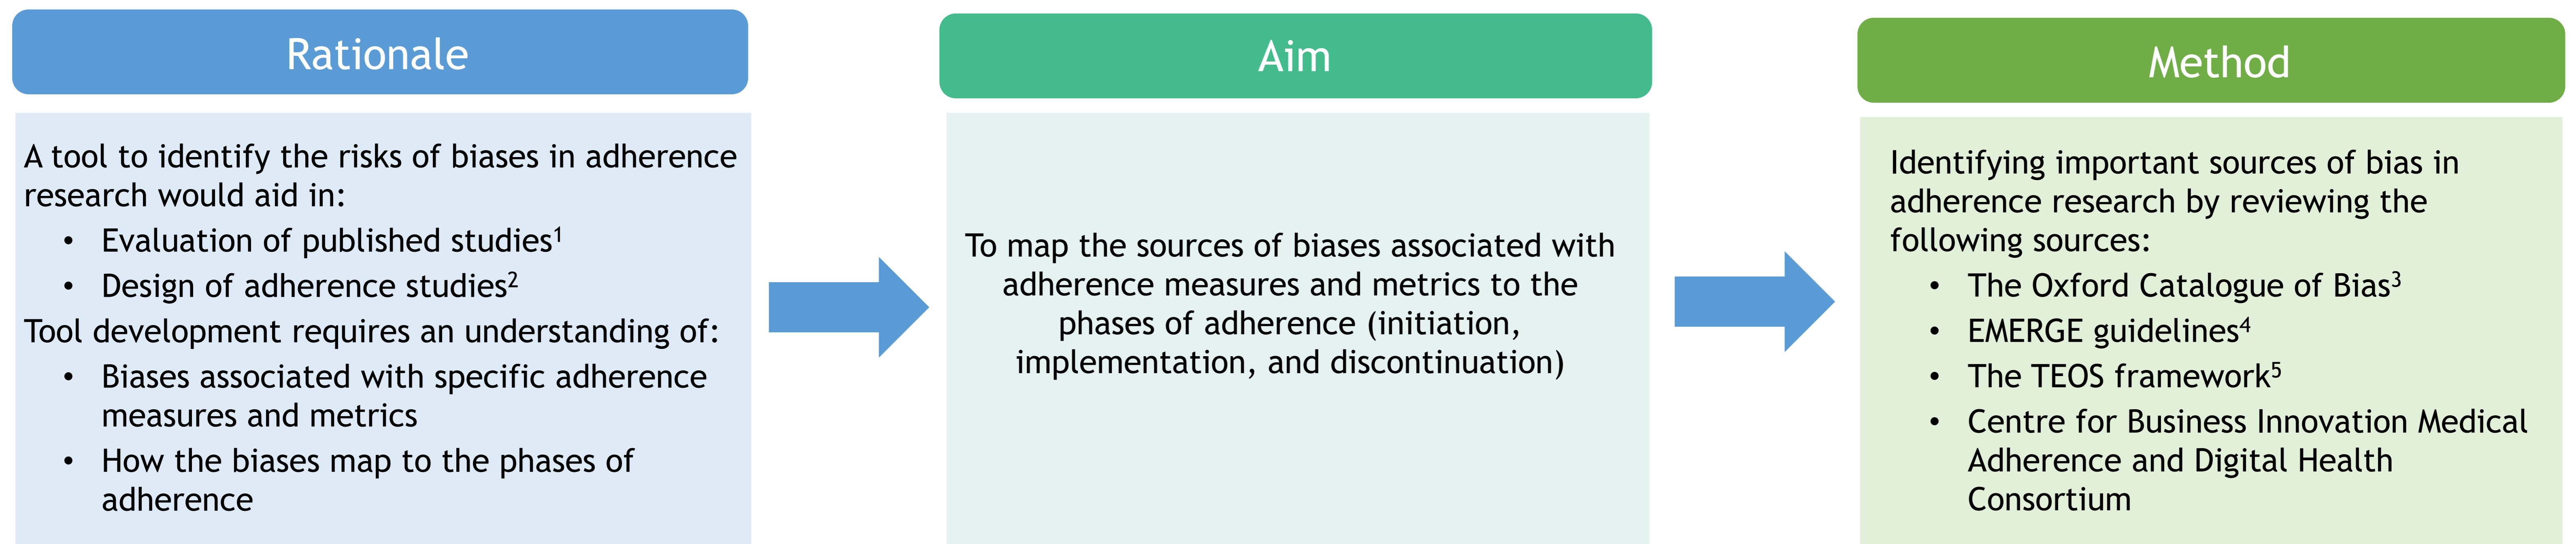 Rationale
A tool to identify the risks of biases in adherence
research would aid in:
• Evaluation of published studies¹
• Design of adherence studies²
Tool development requires an understanding of:
• Biases associated with specific adherence
measures and metrics
• How the biases map to the phases of
adherence
Aim
To map the sources of biases associated with
adherence measures and metrics to the
phases of adherence (initiation,
implementation, and discontinuation)
Method
Identifying important sources of bias in
adherence research by reviewing the
following sources:
• The Oxford Catalogue of Bias³
• EMERGE guidelines⁴
• The TEOS framework⁵
• Centre for Business Innovation Medical
Adherence and Digital Health
Consortium